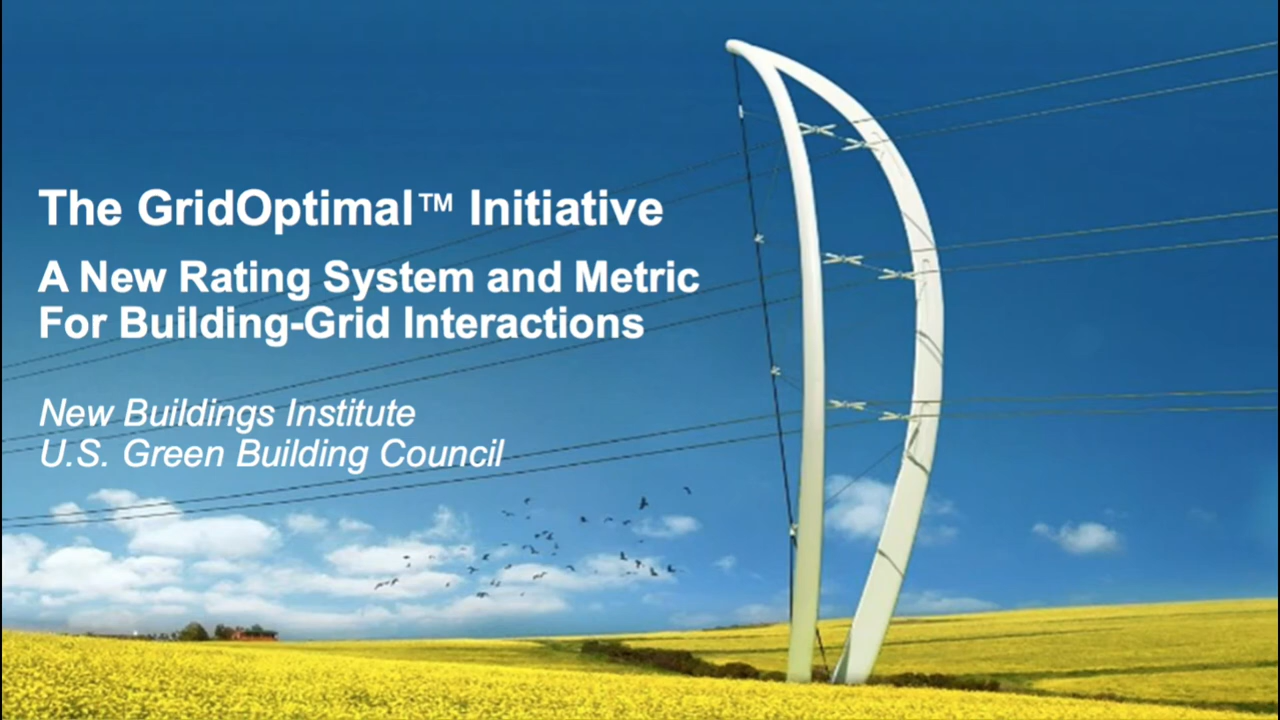 The GridOptimal™ Initiative
A New Rating System and Metric
For Building-Grid Interactions
New Buildings Institute
U.S. Green Building Council